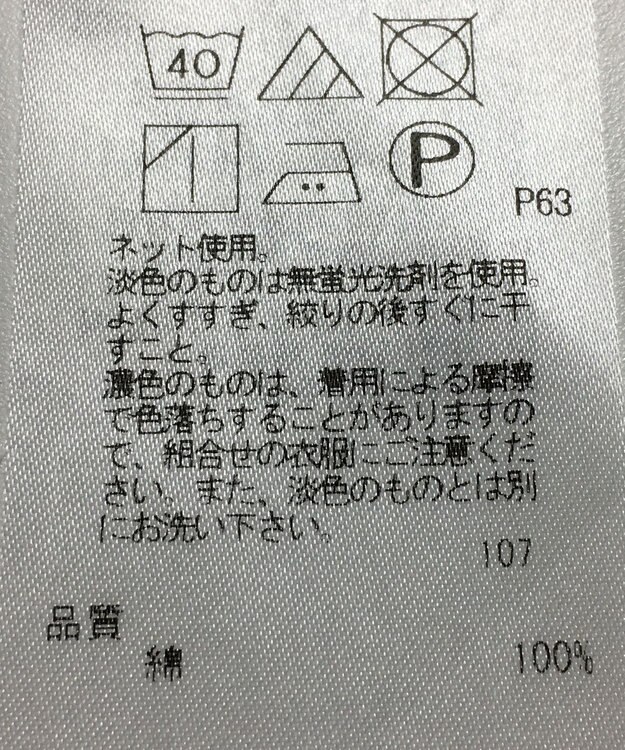 40
P
P63
ネット使用。
淡色のものは無蛍光洗剤を使用。
よくすすぎ、絞りの後すぐに干
すこと。
濃色のものは、着用による摩擦
で色落ちすることがありますの
で、組合せの衣服にご注意くだ
さい。また、淡色のものとは別
にお洗い下さい。
107
品質
綿 100%